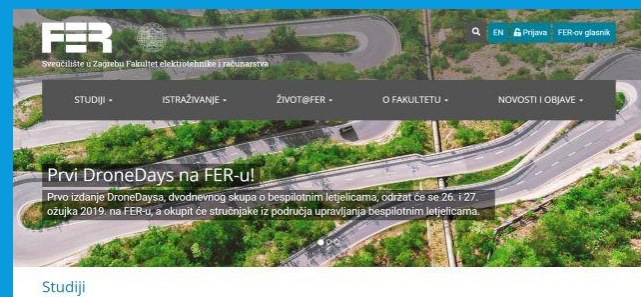 FER
Sveučilište u Zagrebu Fakultet elektrotehnike i računarstva
EN Prijava FER-ov glasnik
STUDIJI ISTRAŽIVANJE ŽIVOT@FER O FAKULTETU NOVOSTI I OBJAVE
Prvi DroneDays na FER-u!
Prvo izdanje DroneDaysa, dvodnevnog skupa o bespilotnim letjelicama, održat će se 26. i 27.
ožujka 2019. na FER-u, a okupit će stručnjake iz područja upravljanja bespilotnim letjelicama.
Studiji